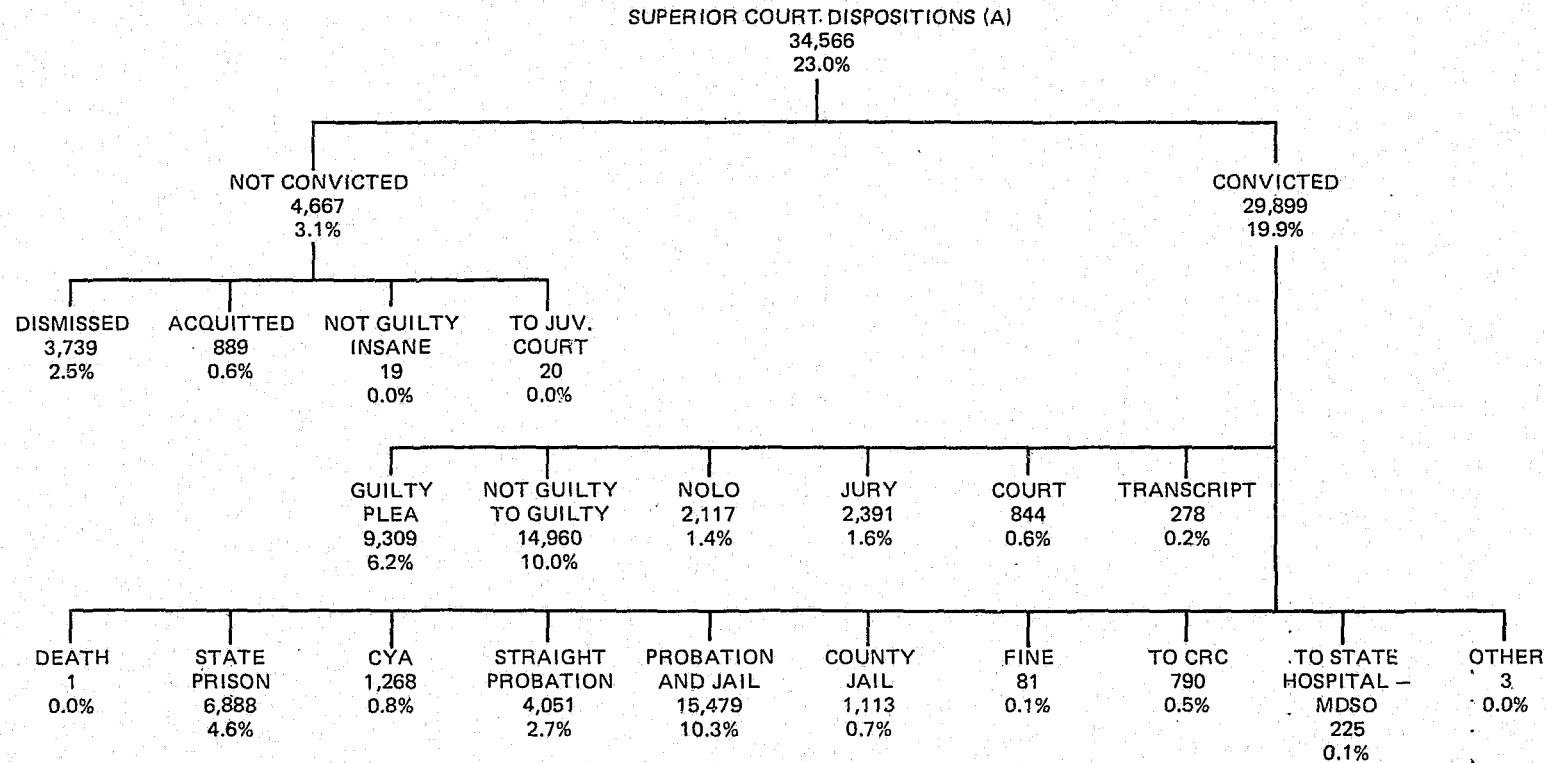 SUPERIOR COURT DISPOSITIONS (A)
34,566
23.0%
NOT CONVICTED
4,667
3.1%
CONVICTED
29,899
19.9%
DISMISSED
3,739
2.5%
ACQUITTED
889
0.6%
NOT GUILTY
INSANE
19
0.0%
TO JUV.
COURT
20
0.0%
GUILTY
PLEA
9,309
6.2%
NOT GUILTY
TO GUILTY
14,960
10.0%
NOLO
2,117
1.4%
JURY
2,391
1.6%
COURT
844
0.6%
TRANSCRIPT
278
0.2%
DEATH
1
0.0%
STATE
PRISON
6,888
4.6%
CYA
1,268
0.8%
STRAIGHT
PROBATION
4,051
2.7%
PROBATION
AND JAIL
15,479
10.3%
COUNTY
JAIL
1,113
0.7%
FINE
81
0.1%
TO CRC
790
0.5%
TO STATE
HOSPITAL –
MDSO
225
0.1%
OTHER
3
0.0%